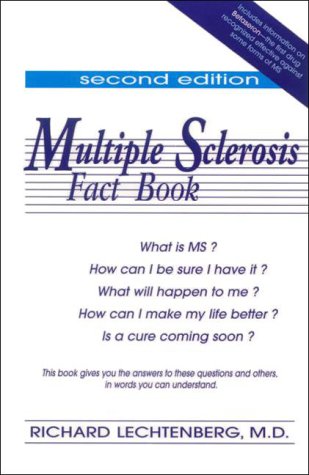 Includes information on
Betaseron—the first drug
recognized effective against
some forms of MS
second edition
Multiple Sclerosis
Fact Book
What is MS ?
How can I be sure I have it ?
What will happen to me ?
How can I make my life better ?
Is a cure coming soon ?
This book gives you the answers to these questions and others,
in words you can understand.
RICHARD LECHTENBERG, M.D.